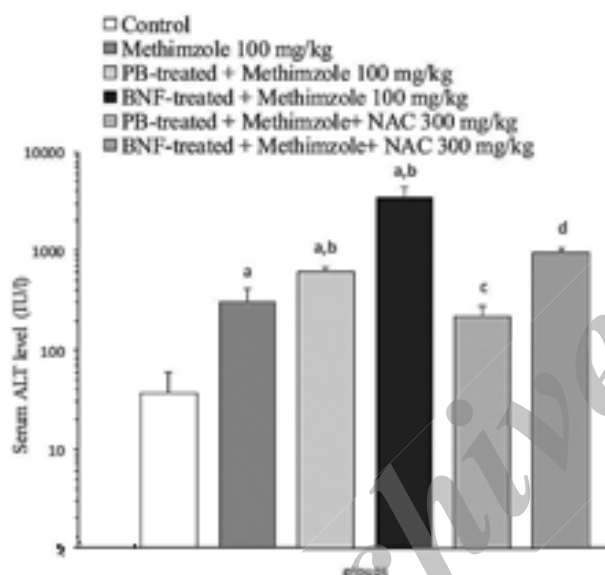 Control
Methimzole 100 mg/kg
PB-treated + Methimzole 100 mg/kg
BNF-treated + Methimzole 100 mg/kg
PB-treated + Methimzole+ NAC 300 mg/kg
BNF-treated + Methimzole+ NAC 300 mg/kg
10000
1000
100
10
Serum ALT level (IU/l)
a
a,b
a,b
c
d
groups